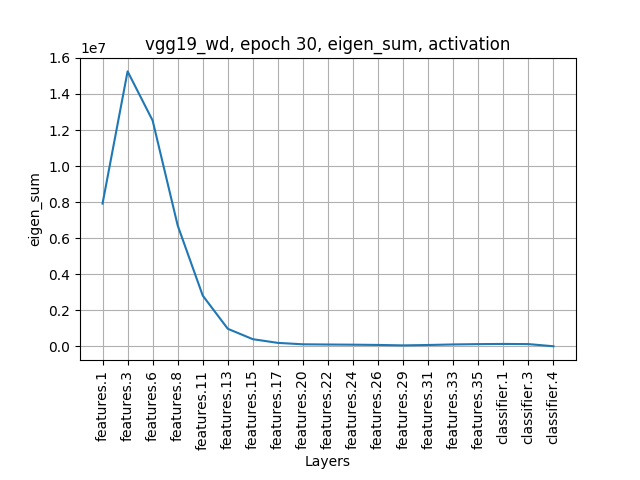 vgg19_wd, epoch 30, eigen_sum, activation
1e7
1.6
1.4
1.2
1.0
0.8
0.6
0.4
0.2
0.0
eigen_sum
features.1
features.3
features.6
features.8
features.11
features.13
features.15
features.17
features.20
features.22
features.24
features.26
features.29
features.31
features.33
features.35
classifier.1
classifier.3
classifier.4
Layers